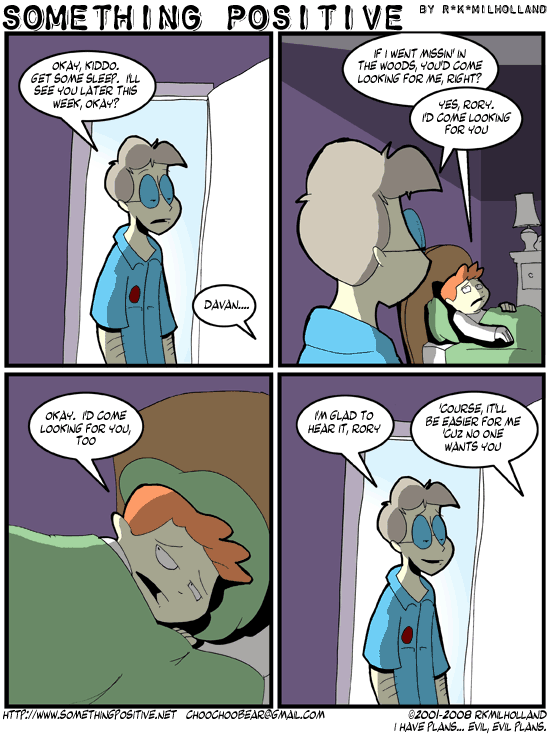 SOMETHING POSITIVE
BY R*K*MILHOLLAND
OKAY, KIDDO.
GET SOME SLEEP. I'LL
SEE YOU LATER THIS
WEEK, OKAY?
DAVAN....
IF I WENT MISSIN' IN
THE WOODS, YOU'D COME
LOOKING FOR ME, RIGHT?
YES, RORY.
I'D COME LOOKING
FOR YOU
OKAY. I'D COME
LOOKING FOR YOU,
TOO
I'M GLAD TO
HEAR IT, RORY
'COURSE, IT'LL
BE EASIER FOR ME
'CUZ NO ONE
WANTS YOU
HTTP://WWW.SOMETHINGPOSITIVE.NET CHOOCHOOBEAR@GMAIL.COM
©2001-2008 RKMILHOLLAND
I HAVE PLANS... EVIL, EVIL PLANS.